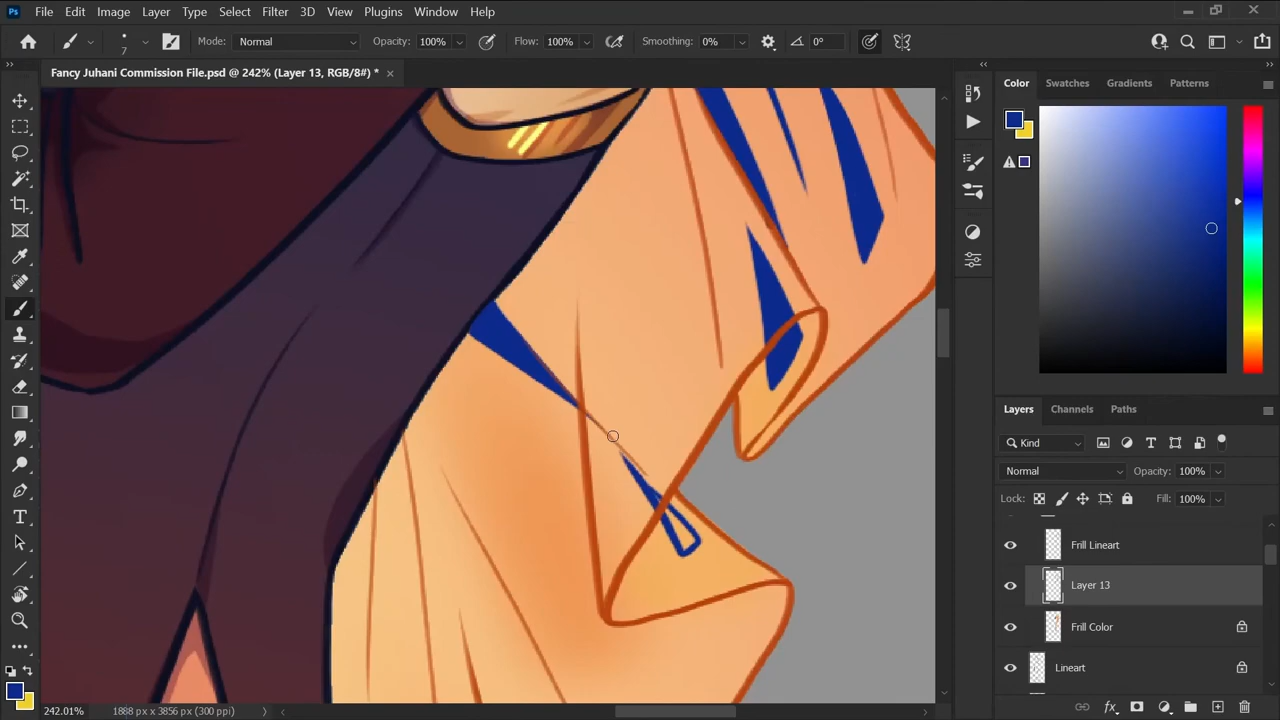 Ps File Edit Image Layer Type Select Filter 3D View Plugins Window Help
7 Mode: Normal Opacity: 100% Flow: 100% Smoothing: 0% 0°
Fancy Juhani Commission File.psd @ 242% (Layer 13, RGB/8#) *
Color Swatches Gradients Patterns
Layers Channels Paths
Kind
Normal Opacity: 100%
Lock: Fill: 100%
Frill Lineart
Layer 13
Frill Color
Lineart
242.01% 1888 px x 3856 px (300 ppi)